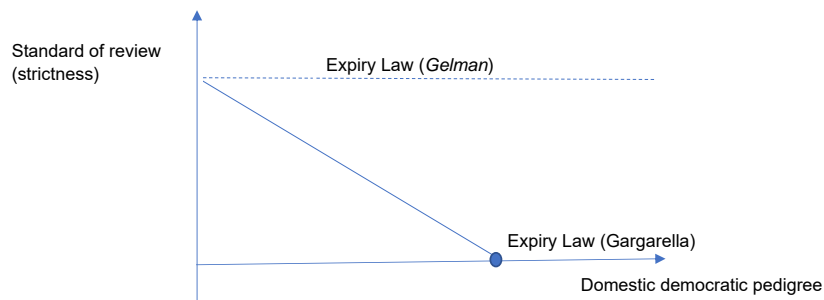 Standard of review
(strictness)
Expiry Law (Gelman)
Expiry Law (Gargarella)
Domestic democratic pedigree